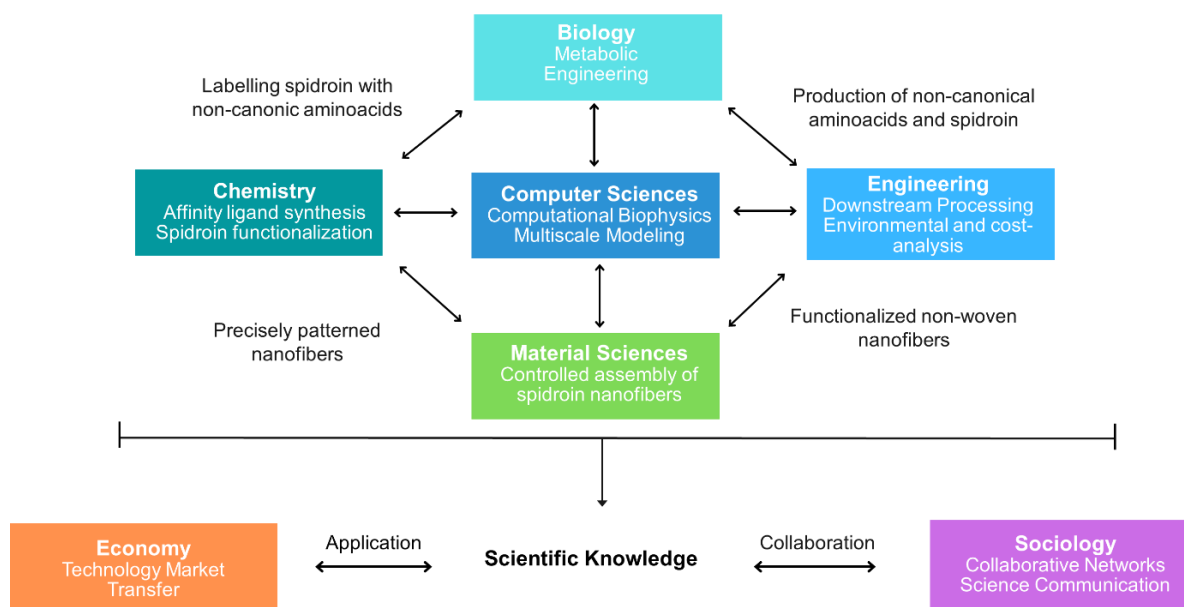 Biology
Metabolic
Engineering
Labelling spidroin with
non-canonic aminoacids
Production of non-canonical
aminoacids and spidroin
Chemistry
Affinity ligand synthesis
Spidroin functionalization
Computer Sciences
Computational Biophysics
Multiscale Modeling
Engineering
Downstream Processing
Environmental and cost-
analysis
Precisely patterned
nanofibers
Functionalized non-woven
nanofibers
Material Sciences
Controlled assembly of
spidroin nanofibers
Economy
Technology Market
Transfer
Application
Scientific Knowledge
Collaboration
Sociology
Collaborative Networks
Science Communication